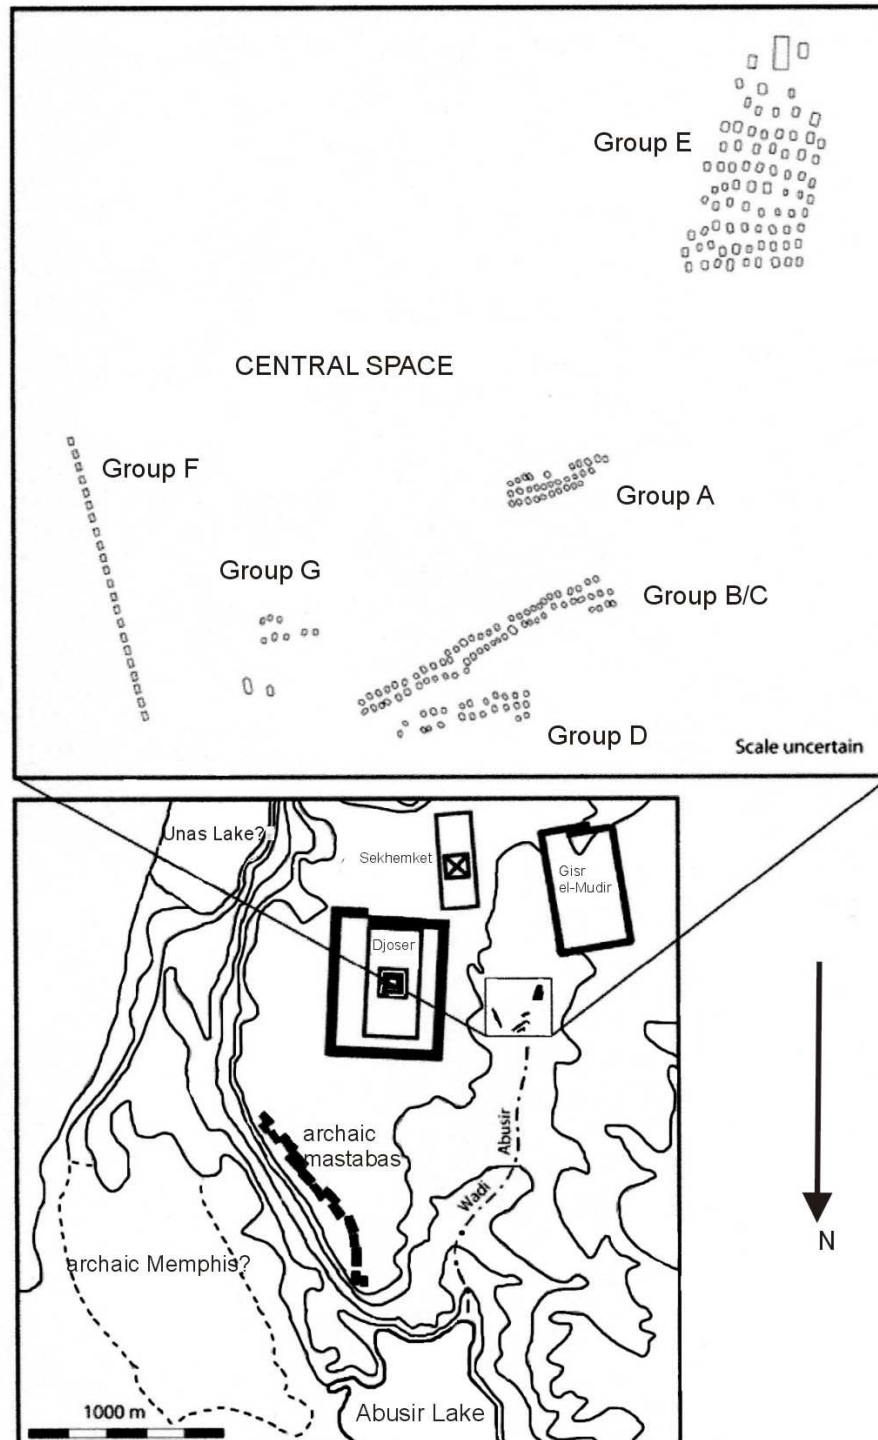 Group E
CENTRAL SPACE
Group F
Group A
Group G
Group B/C
Group D
Scale uncertain
Unas Lake?
Sekhemket
Gisr
el-Mudir
Djoser
archaic
mastabas
Abusir
Wadi
N
archaic Memphis?
1000 m
Abusir Lake